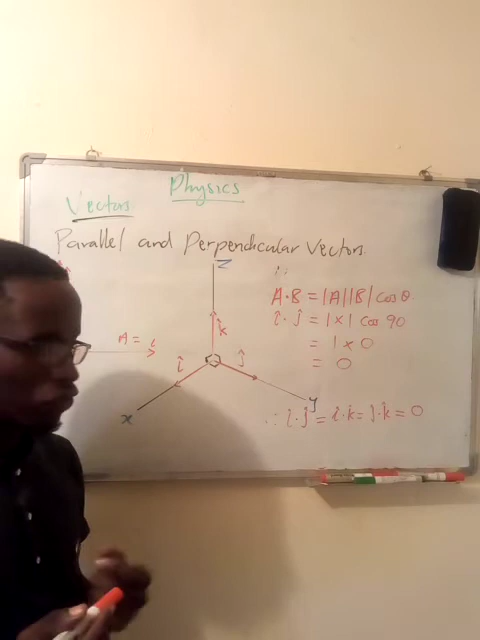 Physics
Vectors
Parallel and Perpendicular Vectors
Z
∴
A·B = |A||B| cos θ
k̂
î·ĵ = 1×1 cos 90
A =
= 1 × 0
î
ĵ
= 0
x
y
∴ î·ĵ = î·k̂ = ĵ·k̂ = 0